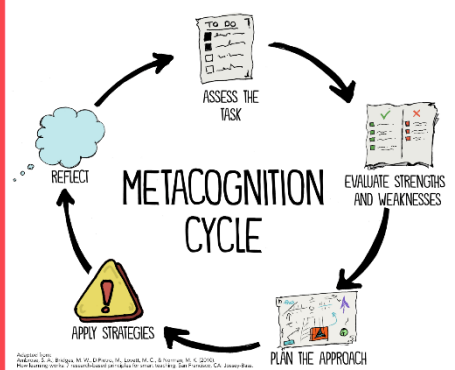 TO DO
ASSESS THE
TASK
EVALUATE STRENGTHS
AND WEAKNESSES
METACOGNITION
CYCLE
REFLECT
APPLY STRATEGIES
PLAN THE APPROACH
Adapted from:
Ambrose, S. A., Bridges, M. W., DiPietro, M., Lovett, M. C., & Norman, M. K. (2010).
How learning works: 7 research-based principles for smart teaching. San Francisco, CA: Jossey-Bass.